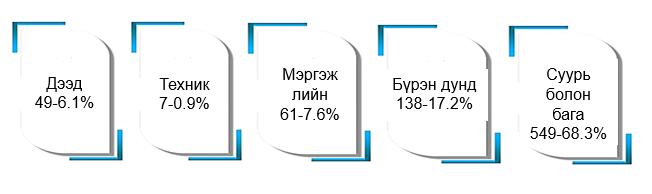 Дээд
49-6.1%
Техник
7-0.9%
Мэргэж
лийн
61-7.6%
Бүрэн дунд
138-17.2%
Суурь
болон
бага
549-68.3%